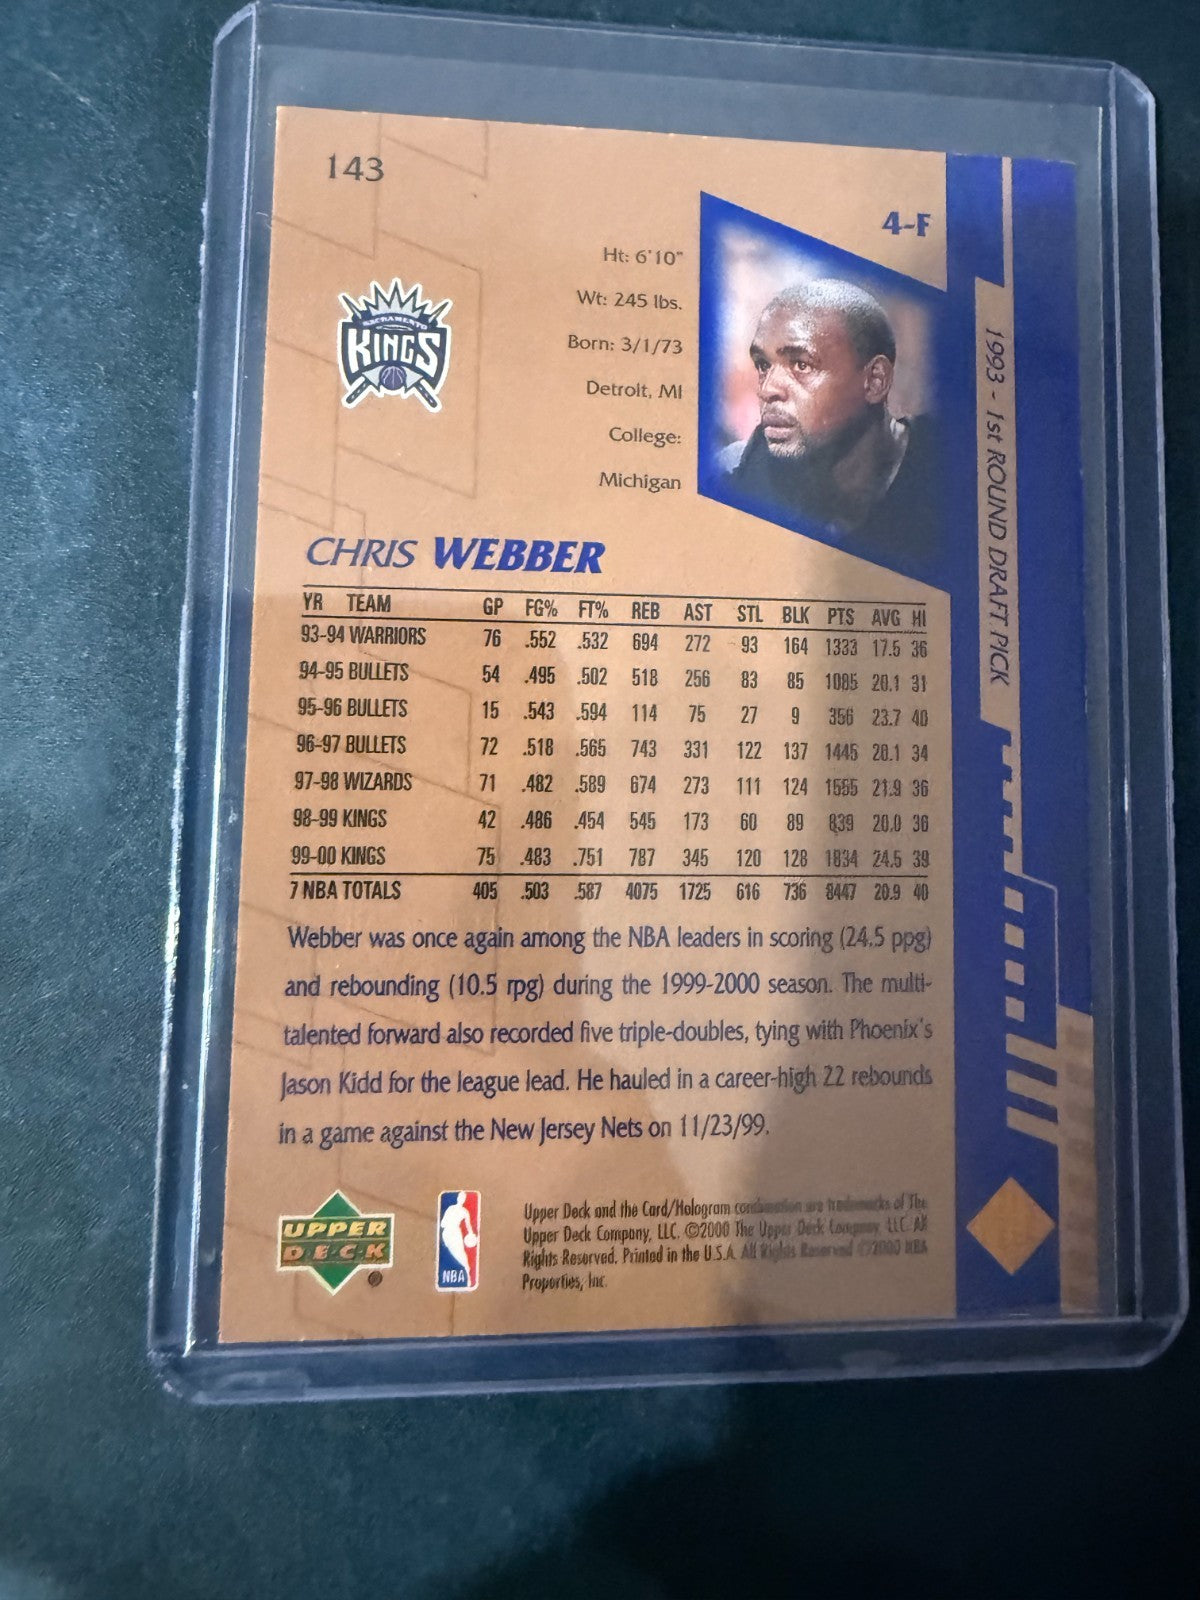 143
4-F
Ht: 6'10"
Wt: 245 lbs.
Born: 3/1/73
Detroit, MI
College:
Michigan
SACRAMENTO
KINGS
1993 - 1st ROUND DRAFT PICK
CHRIS WEBBER
YR TEAM GP FG% FT% REB AST STL BLK PTS AVG HI
93-94 WARRIORS 76 .552 .532 694 272 93 164 1333 17.5 36
94-95 BULLETS 54 .495 .502 518 256 83 85 1085 20.1 31
95-96 BULLETS 15 .543 .594 114 75 27 9 356 23.7 40
96-97 BULLETS 72 .518 .565 743 331 122 137 1445 20.1 34
97-98 WIZARDS 71 .482 .589 674 273 111 124 1555 21.9 36
98-99 KINGS 42 .486 .454 545 173 60 89 839 20.0 36
99-00 KINGS 75 .483 .751 787 345 120 128 1834 24.5 39
7 NBA TOTALS 405 .503 .587 4075 1725 616 736 8447 20.9 40
Webber was once again among the NBA leaders in scoring (24.5 ppg)
and rebounding (10.5 rpg) during the 1999-2000 season. The multi-
talented forward also recorded five triple-doubles, tying with Phoenix's
Jason Kidd for the league lead. He hauled in a career-high 22 rebounds
in a game against the New Jersey Nets on 11/23/99.
UPPER
DECK
NBA
Upper Deck and the Card/Hologram combination are trademarks of The
Upper Deck Company, LLC. ©2000 The Upper Deck Company, LLC. All
Rights Reserved. Printed in the U.S.A. All Rights Reserved ©2000 NBA
Properties, Inc.